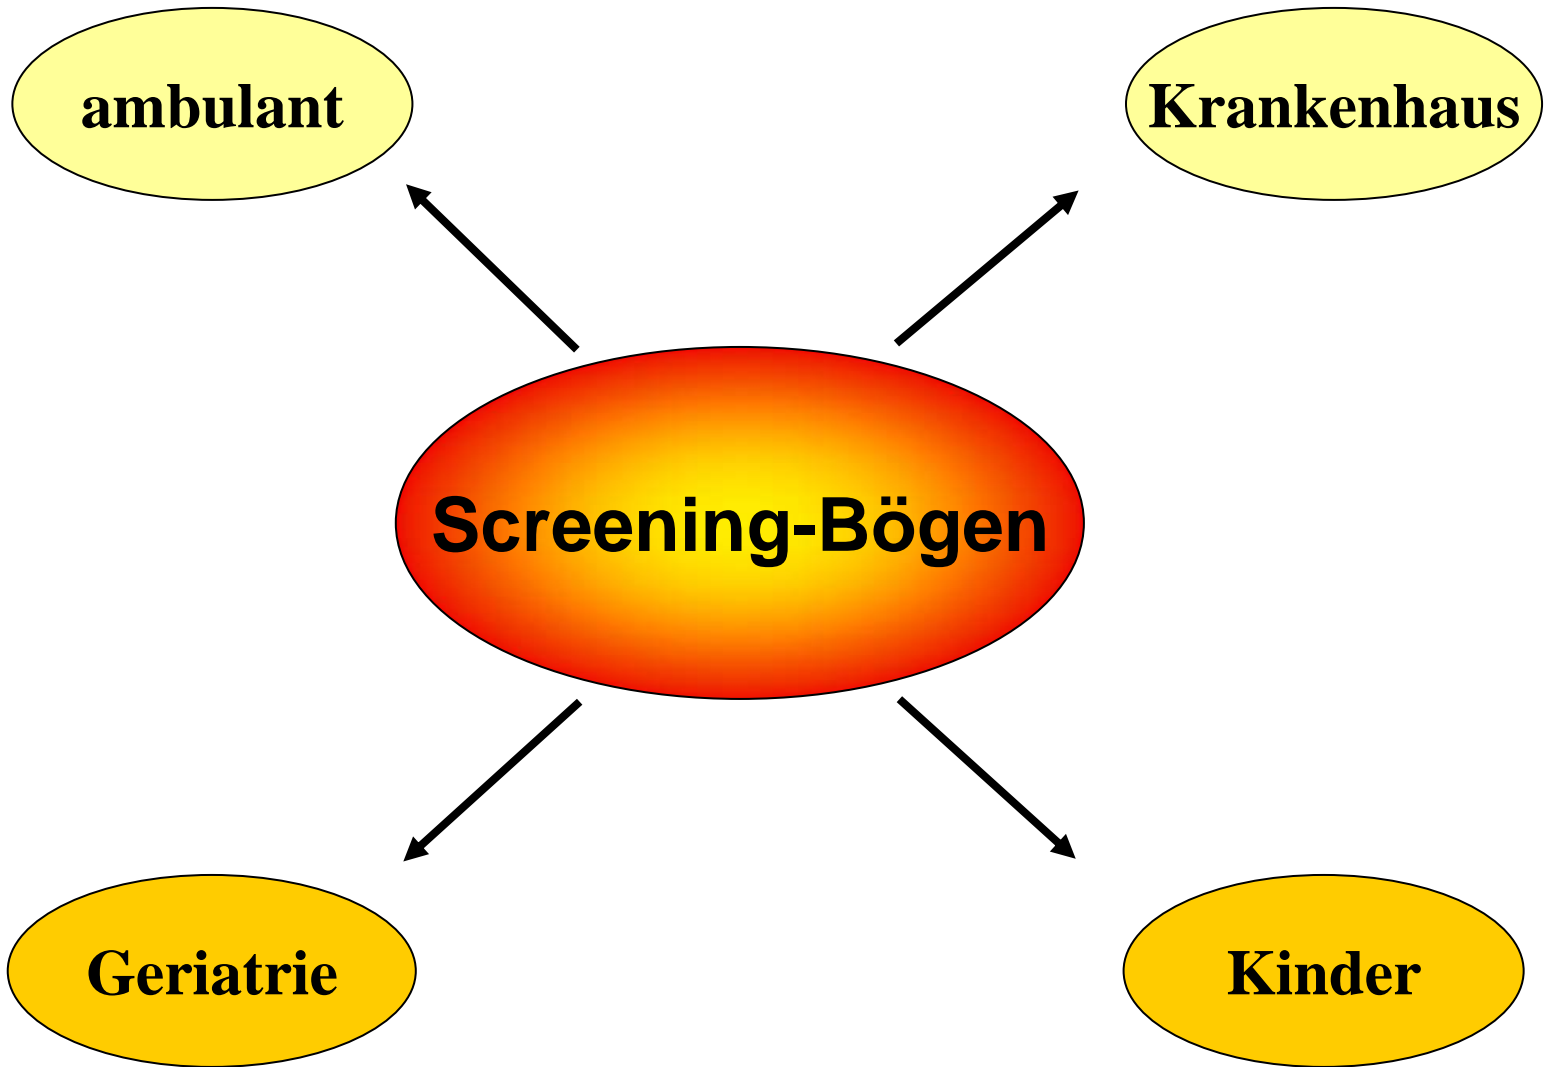 ambulant
Krankenhaus
Screening-Bögen
Geriatrie
Kinder